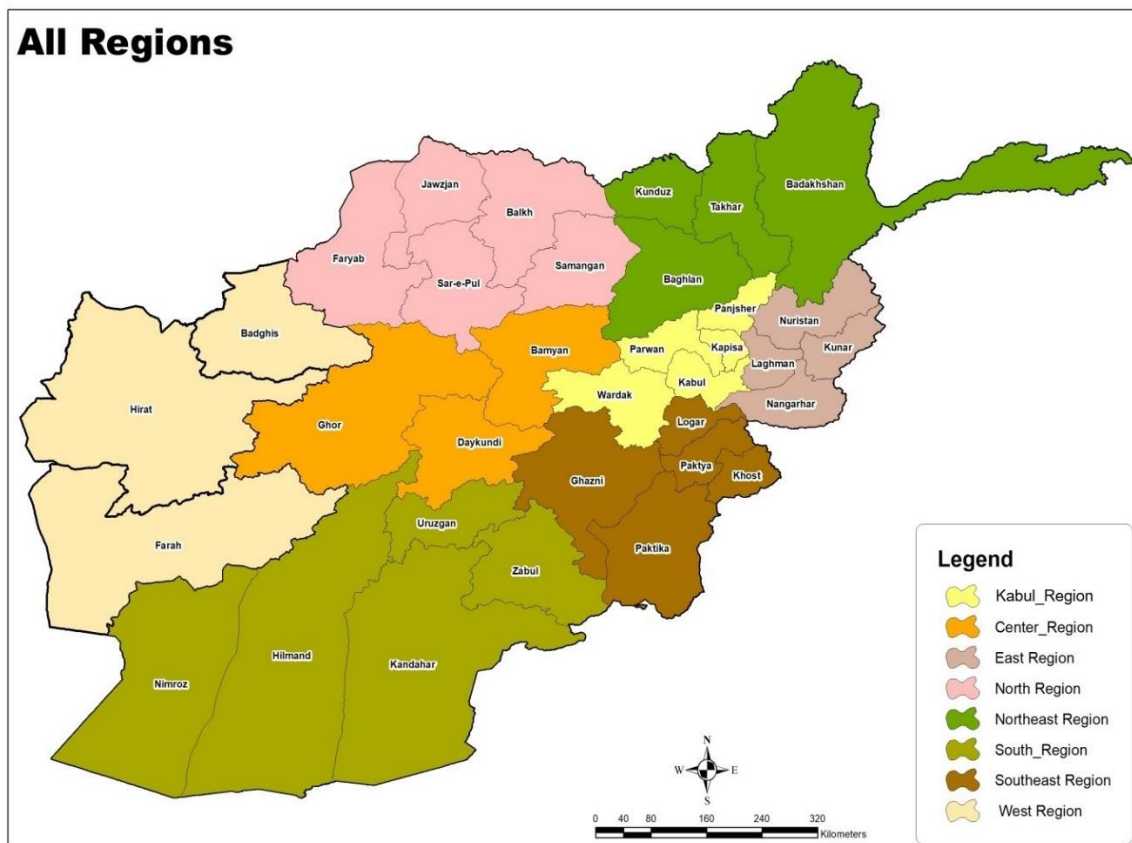 All Regions
Jawzjan
Balkh
Kunduz
Takhar
Badakhshan
Faryab
Sar-e-Pul
Samangan
Baghlan
Badghis
Panjsher
Nuristan
Bamyan
Parwan
Kapisa
Kunar
Laghman
Hirat
Ghor
Wardak
Kabul
Nangarhar
Daykundi
Logar
Ghazni
Paktya
Khost
Uruzgan
Farah
Zabul
Paktika
Hilmand
Kandahar
Nimroz
N
W E
S
0 40 80 160 240 320
Kilometers
Legend
Kabul_Region
Center_Region
East Region
North Region
Northeast Region
South_Region
Southeast Region
West Region